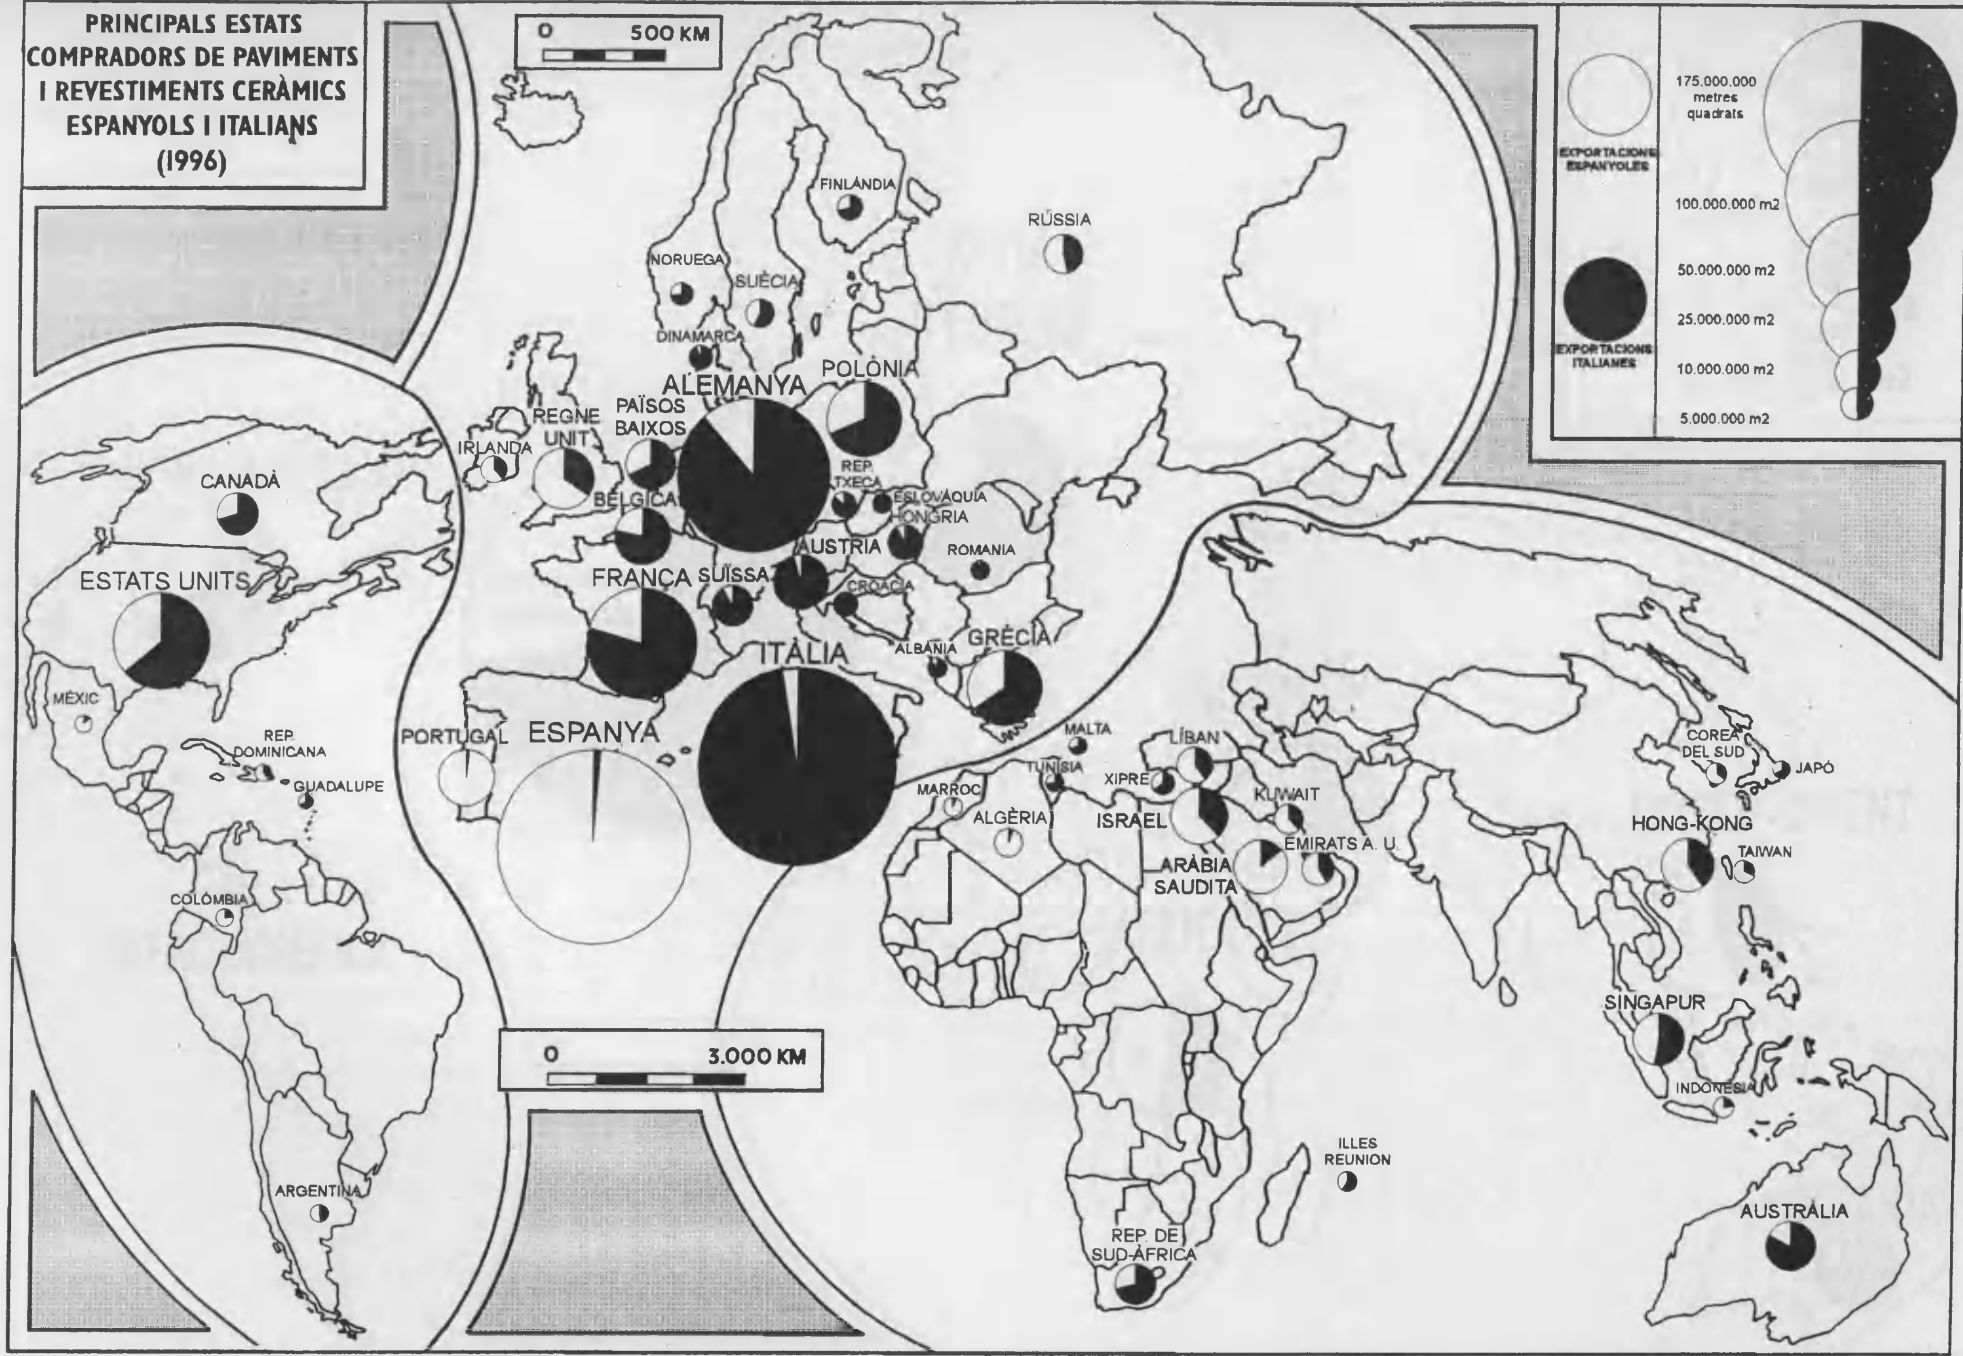 PRINCIPALS ESTATS
COMPRADORS DE PAVIMENTS
I REVESTIMENTS CERÀMICS
ESPANYOLS I ITALIANS
(1996)
0 500 KM
175.000.000
metres
quadrats
EXPORTACIONS
ESPANYOLES
100.000.000 m2
50.000.000 m2
25.000.000 m2
EXPORTACIONS
ITALIANES
10.000.000 m2
5.000.000 m2
FINLÀNDIA
RÚSSIA
NORUEGA
SUÈCIA
DINAMARCA
ALEMANYA
POLÒNIA
PAÏSOS
BAIXOS
REGNE
UNIT
IRLANDA
BÈLGICA
REP.
TXECA
ESLOVÀQUIA
HONGRIA
AUSTRIA
ROMANIA
FRANÇA
SUÏSSA
CROÀCIA
ALBÀNIA
GRÈCIA
ITÀLIA
ESPANYA
PORTUGAL
CANADÀ
ESTATS UNITS
MÈXIC
REP.
DOMINICANA
GUADALUPE
COLÒMBIA
ARGENTINA
0 3.000 KM
MALTA
TUNISIA
MARROC
ALGÈRIA
LÍBAN
XIPRE
ISRAEL
KUWAIT
EMIRATS A. U.
ARÀBIA
SAUDITA
COREA
DEL SUD
JAPÓ
HONG-KONG
TAIWAN
SINGAPUR
INDONÈSIA
ILLES
REUNION
REP. DE
SUD-ÀFRICA
AUSTRÀLIA